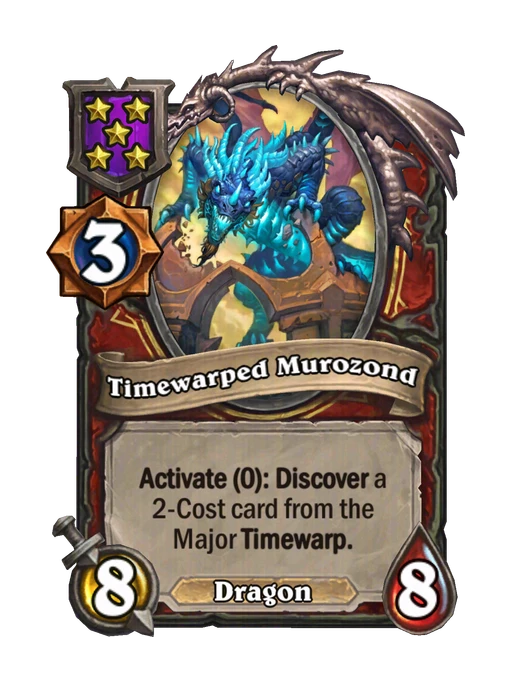 3
Timewarped Murozond
Activate (0): Discover a
2-Cost card from the
Major Timewarp.
8
Dragon
8